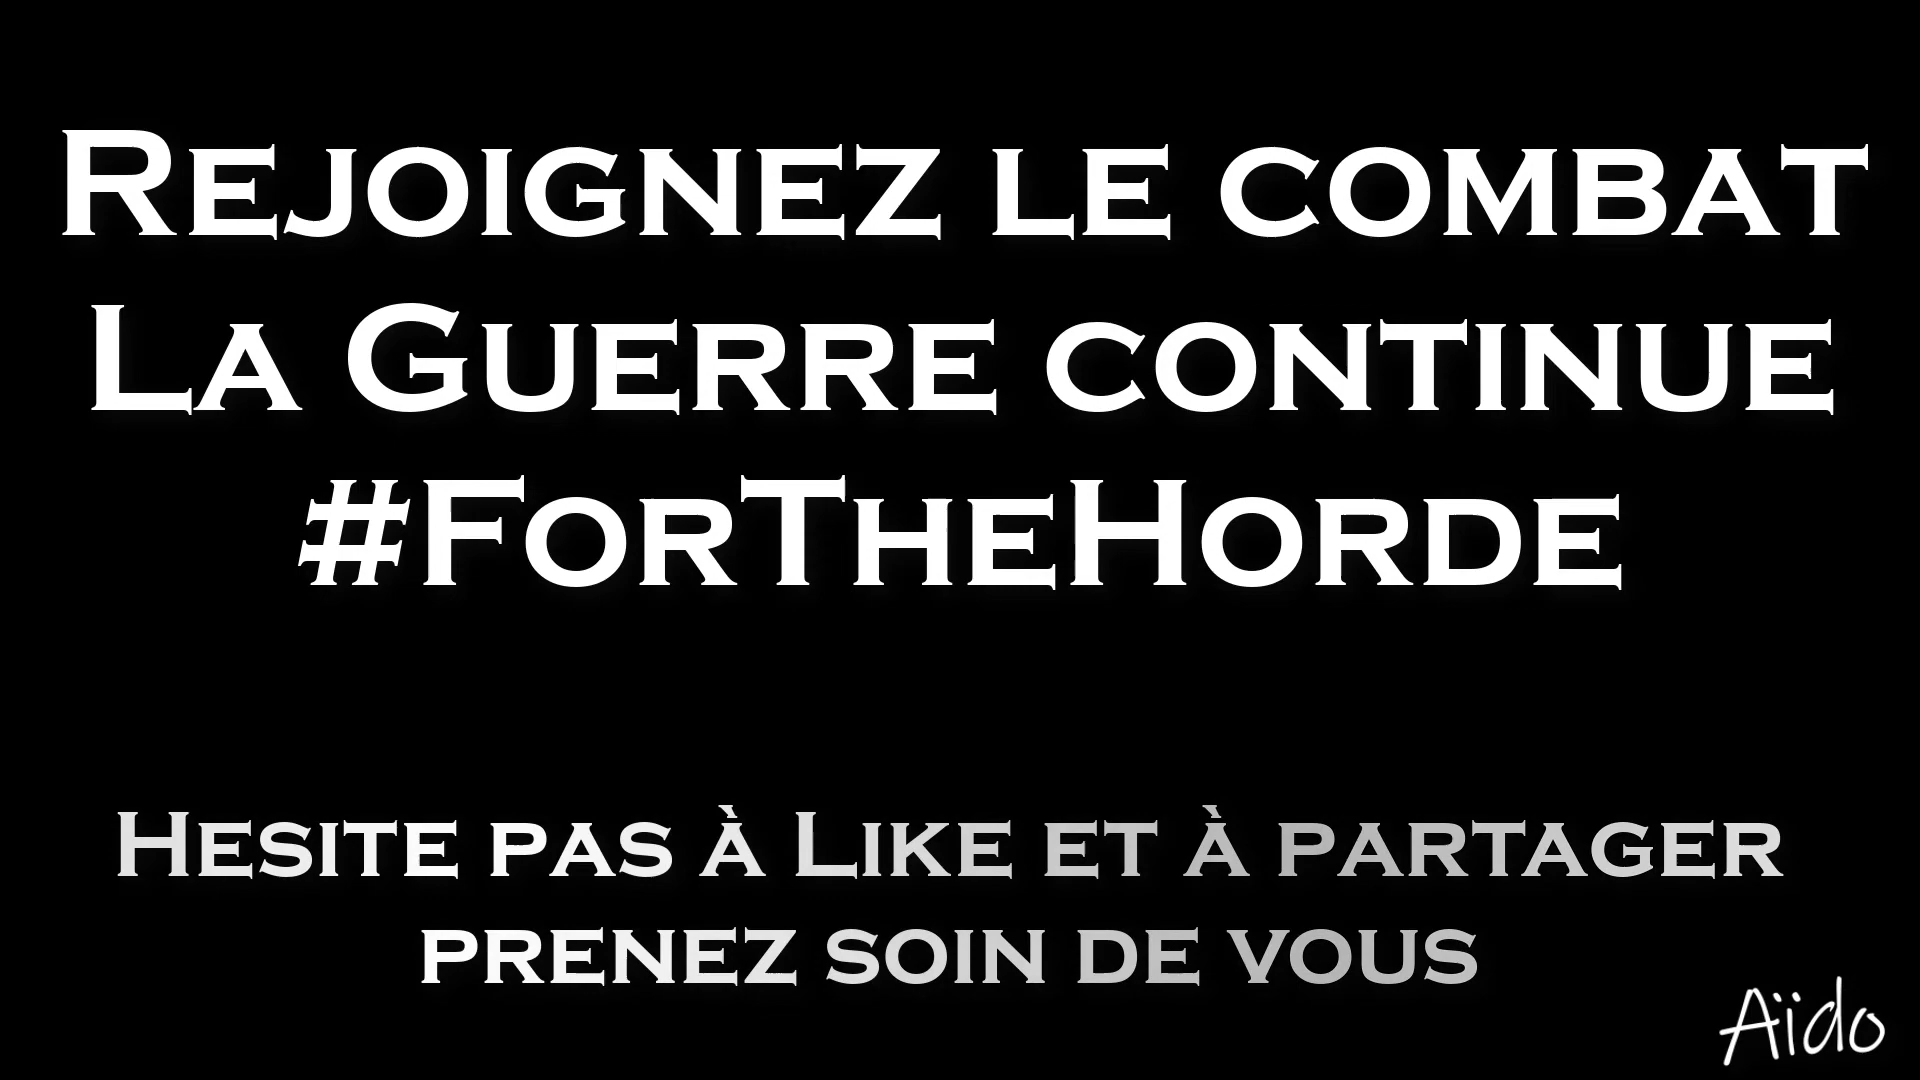 Rejoignez le combat
La Guerre continue
#ForTheHorde
Hesite pas à Like et à partager
prenez soin de vous
Aïdo